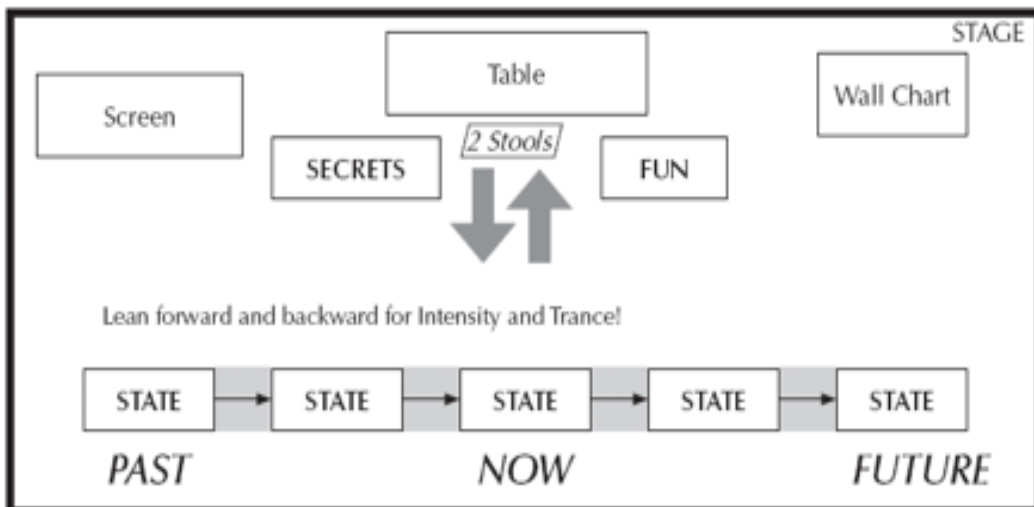 STAGE
Table
Screen
Wall Chart
2 Stools
SECRETS
FUN
Lean forward and backward for Intensity and Trance!
STATE STATE STATE STATE STATE
PAST NOW FUTURE